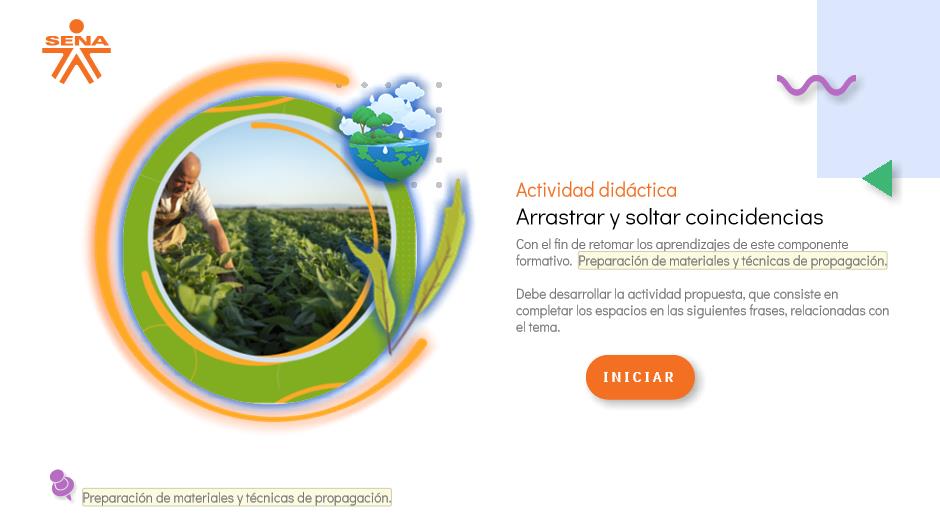 SENA
Actividad didáctica
Arrastrar y soltar coincidencias
Con el fin de retomar los aprendizajes de este componente
formativo. Preparación de materiales y técnicas de propagación.
Debe desarrollar la actividad propuesta, que consiste en
completar los espacios en las siguientes frases, relacionadas con
el tema.
INICIAR
Preparación de materiales y técnicas de propagación.